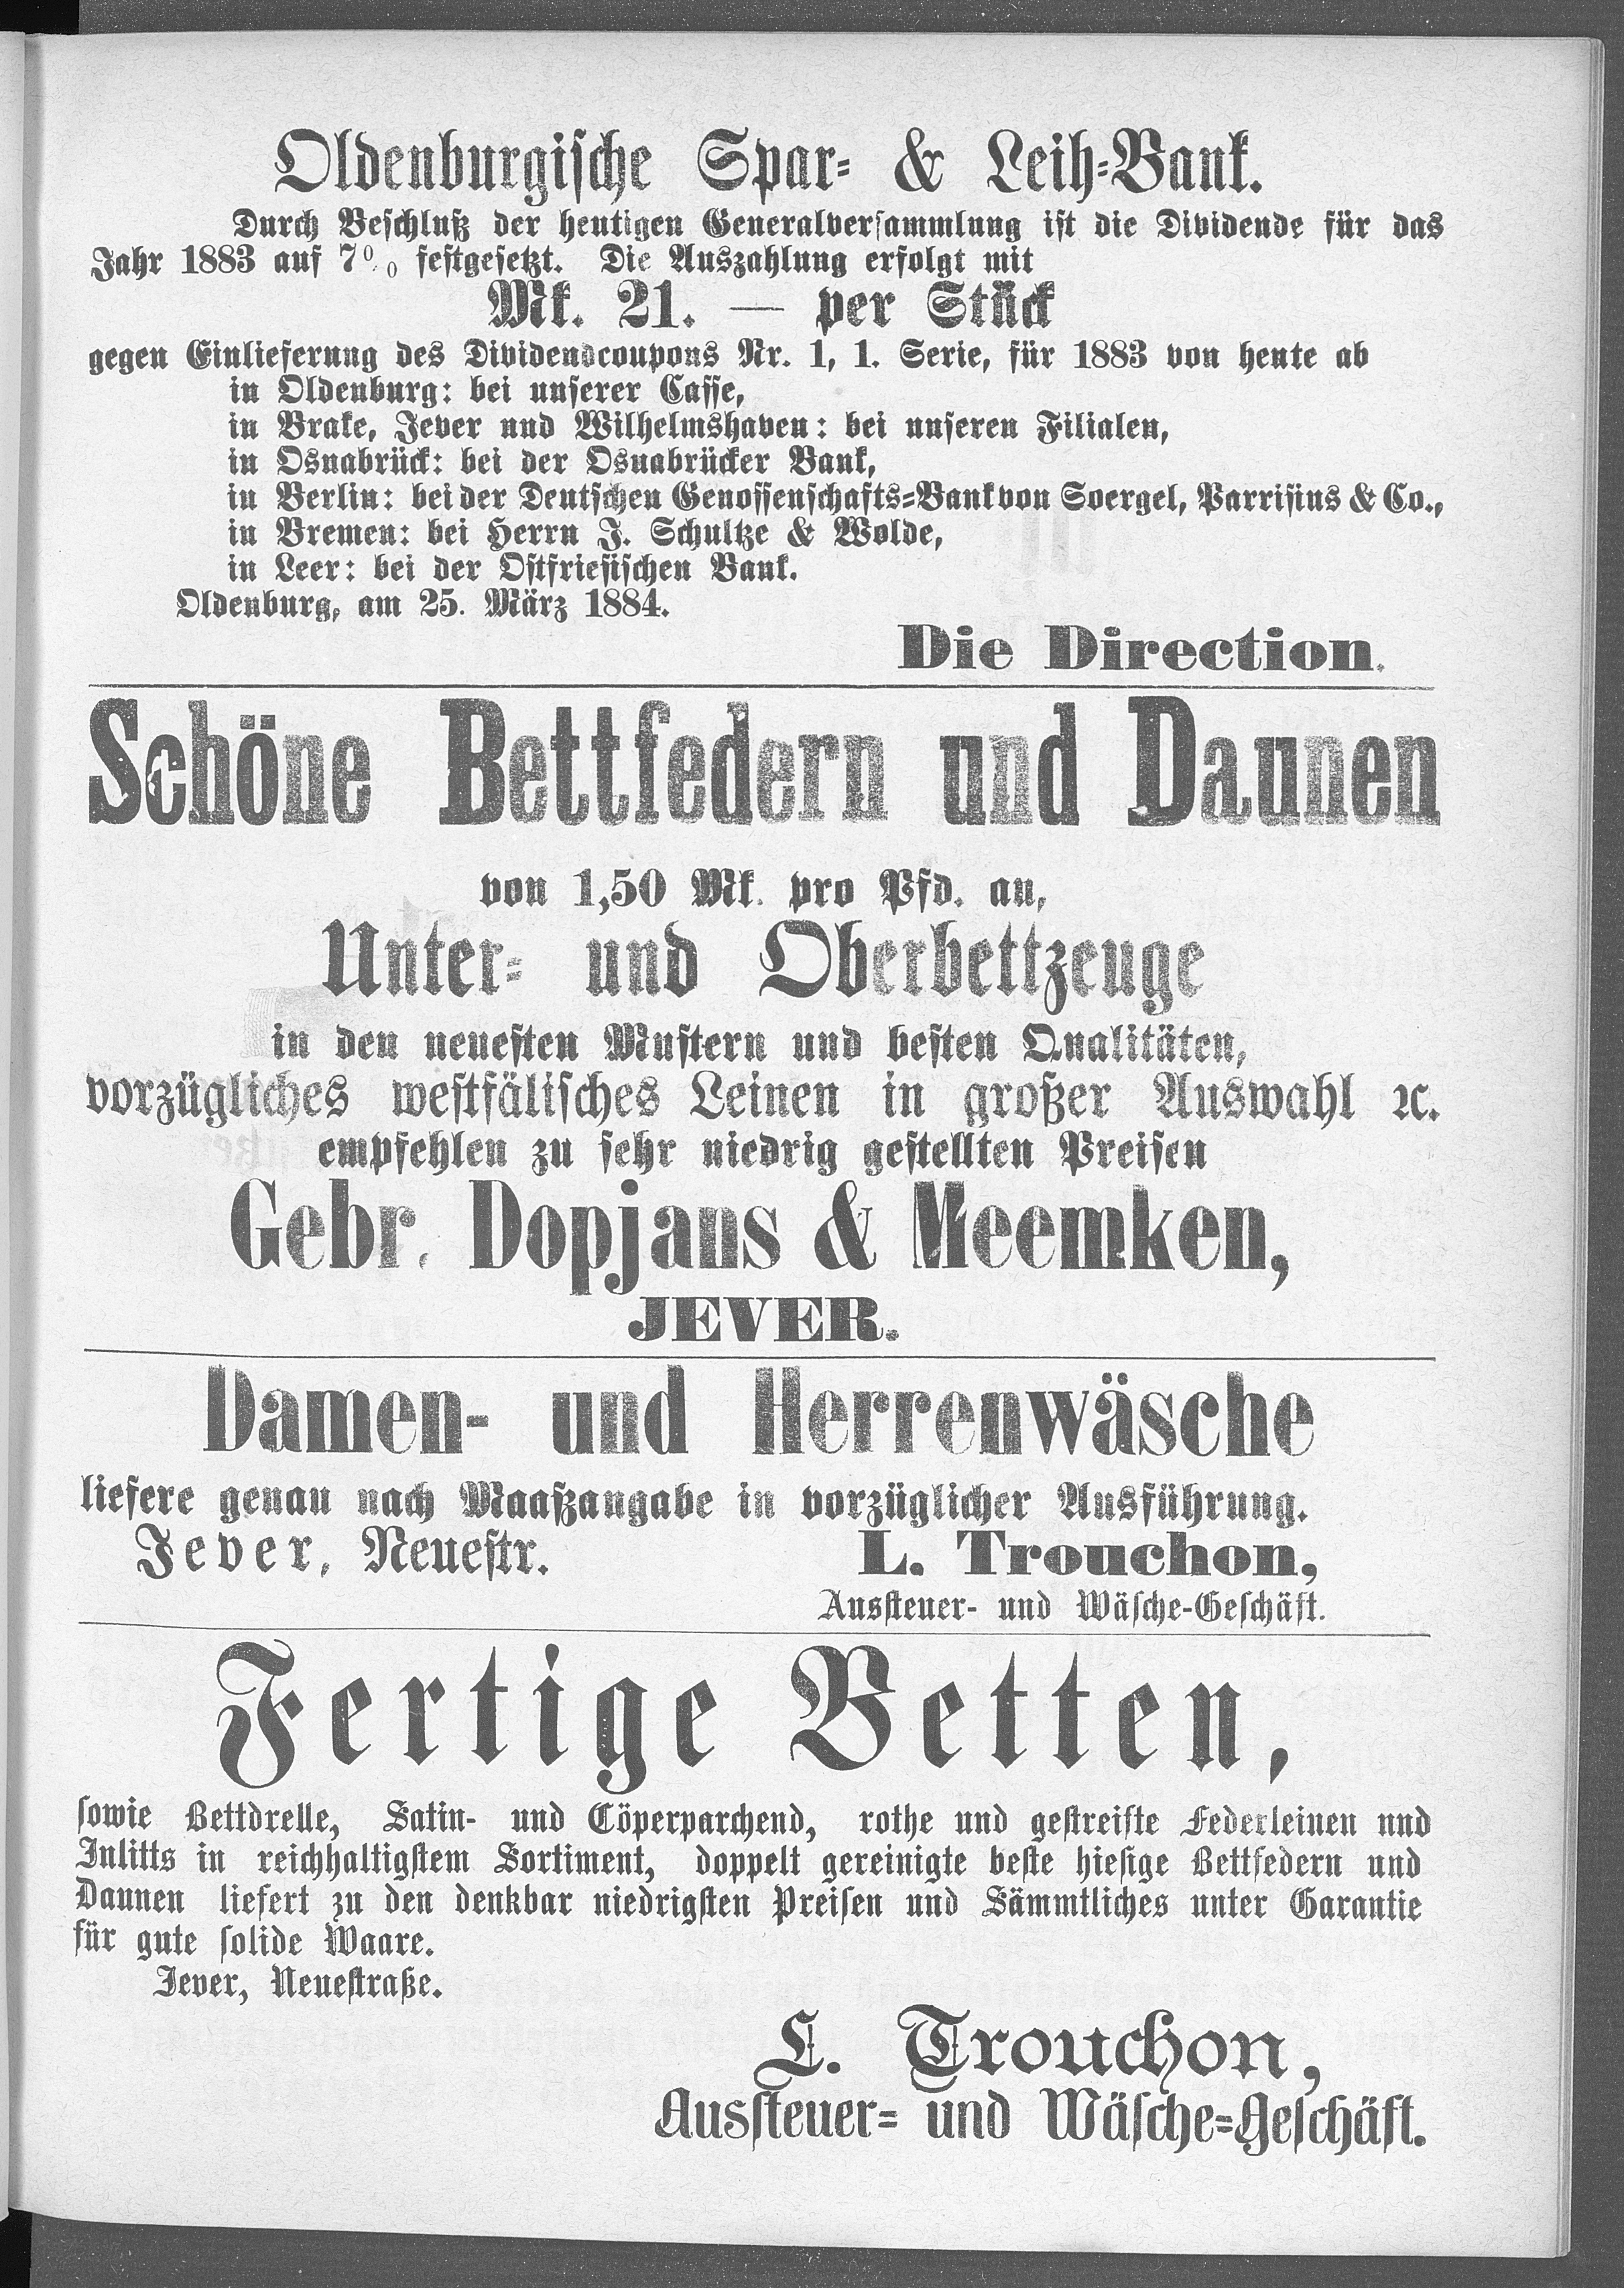 Oldenburgische Spar- & Leih-Bank.
Durch Beschluß der heutigen Generalversammlung ist die Dividende für das
Jahr 1883 auf 7% festgesetzt. Die Auszahlung erfolgt mit
Mk. 21. — per Stück
gegen Einlieferung des Dividendcoupons Nr. 1, 1. Serie, für 1883 von heute ab
in Oldenburg: bei unserer Casse,
in Brake, Jever und Wilhelmshaven: bei unseren Filialen,
in Osnabrück: bei der Osnabrücker Bank,
in Berlin: bei der Deutschen Genossenschafts-Bank von Soergel, Parrisius & Co.,
in Bremen: bei Herrn J. Schultze & Wolde,
in Leer: bei der Ostfriesischen Bank.
Oldenburg, am 25. März 1884.
Die Direction.
Schöne Bettfedern und Daunen
von 1,50 Mk. pro Pfd. an,
Unter- und Oberbettzeuge
in den neuesten Mustern und besten Qualitäten,
vorzügliches westfälisches Leinen in großer Auswahl ꝛc.
empfehlen zu sehr niedrig gestellten Preisen
Gebr. Dopjans & Meemken,
JEVER.
Damen- und Herrenwäsche
liefere genau nach Maaßangabe in vorzüglicher Ausführung.
Jever, Neuestr. L. Trouchon,
Aussteuer- und Wäsche-Geschäft.
Fertige Betten,
sowie Bettdrelle, Satin- und Cöperparchend, rothe und gestreifte Federleinen und
Inlitts in reichhaltigstem Sortiment, doppelt gereinigte beste hiesige Bettfedern und
Daunen liefert zu den denkbar niedrigsten Preisen und Sämmtliches unter Garantie
für gute solide Waare.
Jever, Neuestraße.
L. Trouchon,
Aussteuer- und Wäsche-Geschäft.